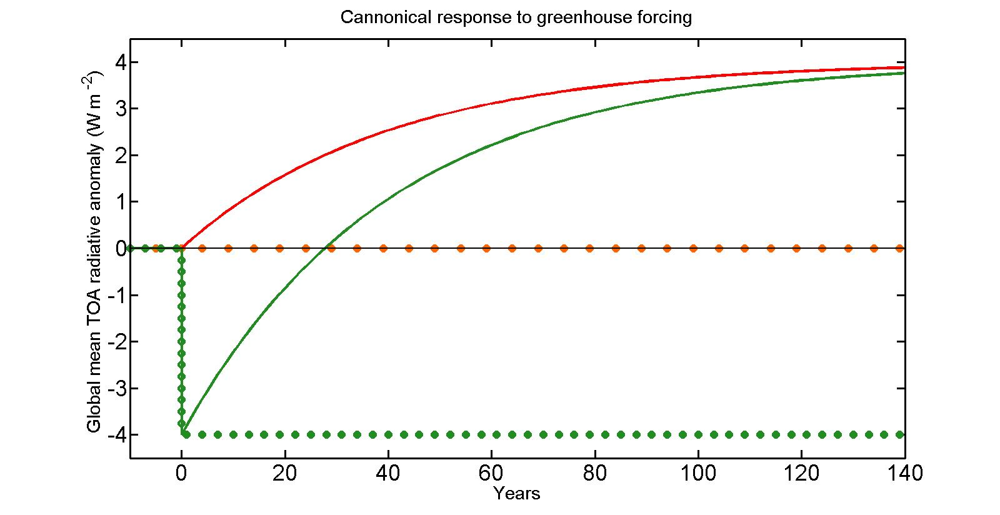 Cannonical response to greenhouse forcing
Global mean TOA radiative anomaly (W m⁻²)
4
3
2
1
0
-1
-2
-3
-4
0 20 40 60 80 100 120 140
Years